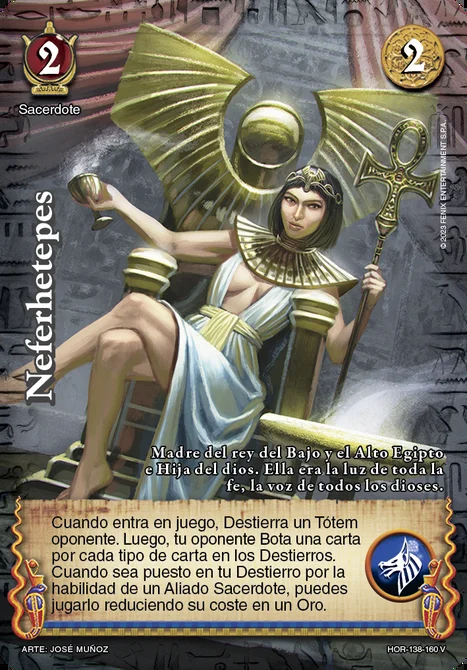 2
2
Sacerdote
© 2023 FENIX ENTERTAINMENT S.P.A.
Neferhetepes
Madre del rey del Bajo y el Alto Egipto
e Hija del dios. Ella era la luz de toda la
fe, la voz de todos los dioses.
Cuando entra en juego, Destierra un Tótem
oponente. Luego, tu oponente Bota una carta
por cada tipo de carta en los Destierros.
Cuando sea puesto en tu Destierro por la
habilidad de un Aliado Sacerdote, puedes
jugarlo reduciendo su coste en un Oro.
ARTE: JOSÉ MUÑOZ
HOR-138-160 V